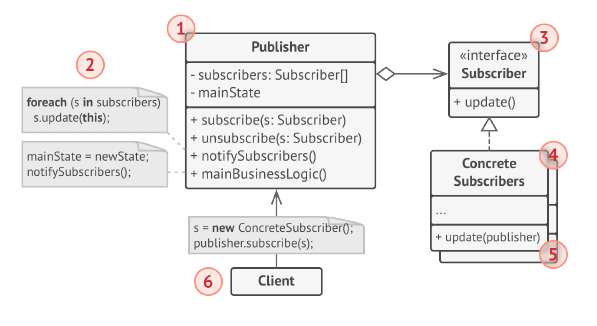 1
Publisher
- subscribers: Subscriber[]
- mainState
+ subscribe(s: Subscriber)
+ unsubscribe(s: Subscriber)
+ notifySubscribers()
+ mainBusinessLogic()
2
foreach (s in subscribers)
s.update(this);
mainState = newState;
notifySubscribers();
3
«interface»
Subscriber
+ update()
4
Concrete
Subscribers
...
+ update(publisher)
5
s = new ConcreteSubscriber();
publisher.subscribe(s);
6
Client